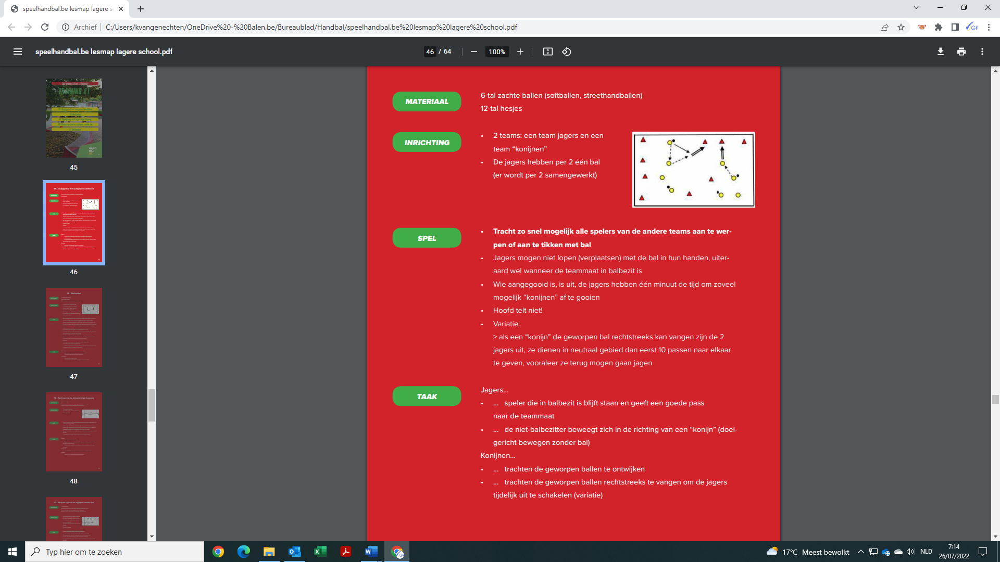 speelhandbal.be lesmap lagere s
Archief
C:/Users/kvangenechten/OneDrive%20-%20Balen.be/Bureaublad/Handbal/speelhandbal.be%20lesmap%20lagere%20school.pdf
speelhandbal.be lesmap lagere school.pdf
46 / 64
100%
TRAINING #1
45
46
47
48
MATERIAAL
6-tal zachte ballen (softballen, streethandballen)
12-tal hesjes
INRICHTING
• 2 teams: een team jagers en een
team “konijnen”
• De jagers hebben per 2 één bal
(er wordt per 2 samengewerkt)
SPEL
• Tracht zo snel mogelijk alle spelers van de andere teams aan te wer-
pen of aan te tikken met bal
• Jagers mogen niet lopen (verplaatsen) met de bal in hun handen, uiter-
aard wel wanneer de teammaat in balbezit is
• Wie aangegooid is, is uit, de jagers hebben één minuut de tijd om zoveel
mogelijk “konijnen” af te gooien
• Hoofd telt niet!
• Variatie:
> als een “konijn” de geworpen bal rechtstreeks kan vangen zijn de 2
jagers uit, ze dienen in neutraal gebied dan eerst 10 passen naar elkaar
te geven, vooraleer ze terug mogen gaan jagen
TAAK
Jagers...
• ... speler die in balbezit is blijft staan en geeft een goede pass
naar de teammaat
• ... de niet-balbezitter beweegt zich in de richting van een “konijn” (doel-
gericht bewegen zonder bal)
Konijnen...
• ... trachten de geworpen ballen te ontwijken
• ... trachten de geworpen ballen rechtstreeks te vangen om de jagers
tijdelijk uit te schakelen (variatie)
Typ hier om te zoeken
17°C Meest bewolkt
NLD
7:14
26/07/2022